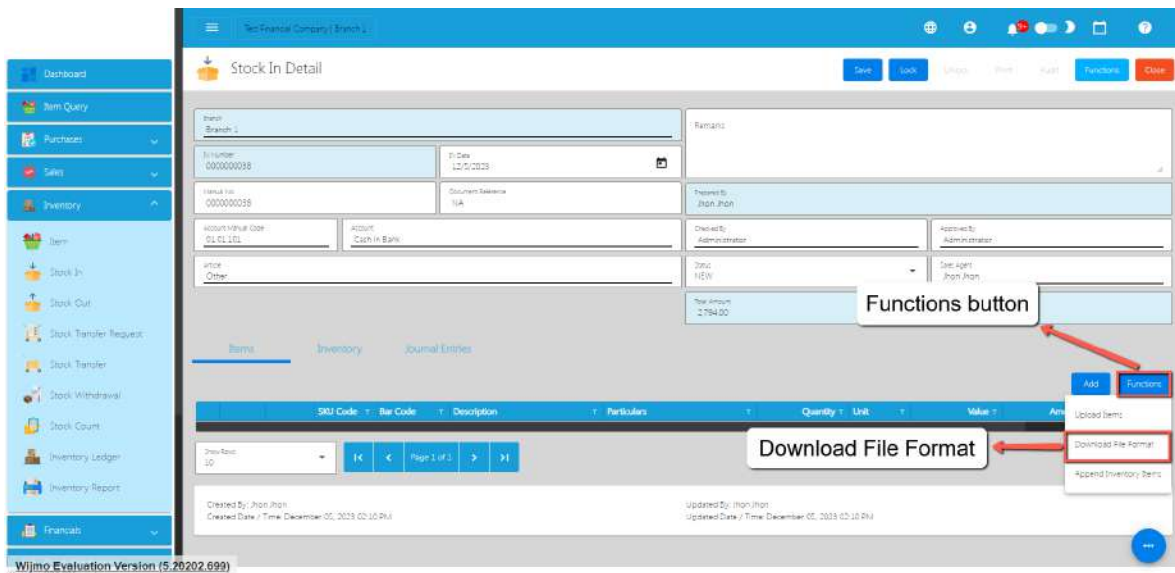 Test Financial Company ( Branch 1 )
Stock In Detail
Save
Lock
Unlock
Print
Audit
Functions
Close
Dashboard
Item Query
Purchases
Sales
Inventory
Item
Stock In
Stock Out
Stock Transfer Request
Stock Transfer
Stock Withdrawal
Stock Count
Inventory Ledger
Inventory Report
Financials
Branch
Branch 1
Remarks
IN Number
0000000038
IN Date
12/5/2023
Manual No.
0000000038
Document Reference
NA
Prepared By
Jhon Jhon
Account Manual Code
01.01.101
Account
Cash in Bank
Checked By
Administrator
Approved By
Administrator
Article
Other
Status
NEW
Sales Agent
Jhon Jhon
Total Amount
2,794.00
Functions button
Items
Inventory
Journal Entries
Add
Functions
SKU Code
Bar Code
Description
Particulars
Quantity
Unit
Value
Upload Items
Download File Format
Append Inventory Items
Download File Format
Show Rows
10
Page 1 of 1
Created By: Jhon Jhon
Updated By: Jhon Jhon
Created Date / Time: December 05, 2023 02:10 PM
Updated Date / Time: December 05, 2023 02:10 PM
Wijmo Evaluation Version (5.20202.699)